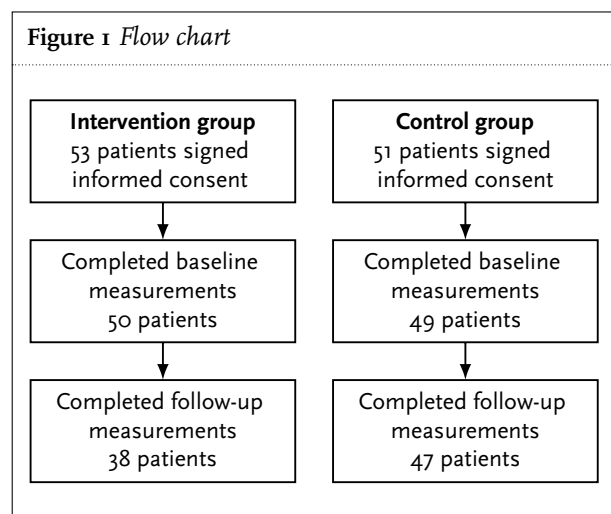 Figure 1 Flow chart
Intervention group
53 patients signed
informed consent
Control group
51 patients signed
informed consent
Completed baseline
measurements
50 patients
Completed baseline
measurements
49 patients
Completed follow-up
measurements
38 patients
Completed follow-up
measurements
47 patients